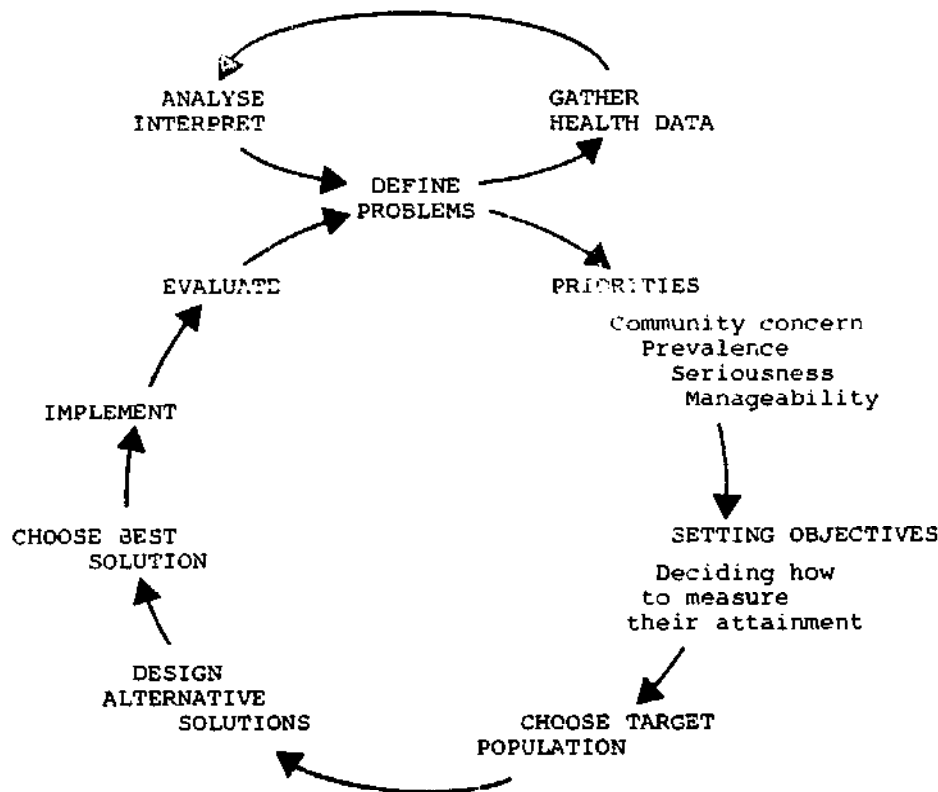 ANALYSE
INTERPRET
GATHER
HEALTH DATA
DEFINE
PROBLEMS
EVALUATE
PRIORITIES
Community concern
Prevalence
Seriousness
Manageability
IMPLEMENT
CHOOSE BEST
SOLUTION
SETTING OBJECTIVES
Deciding how
to measure
their attainment
DESIGN
ALTERNATIVE
SOLUTIONS
CHOOSE TARGET
POPULATION